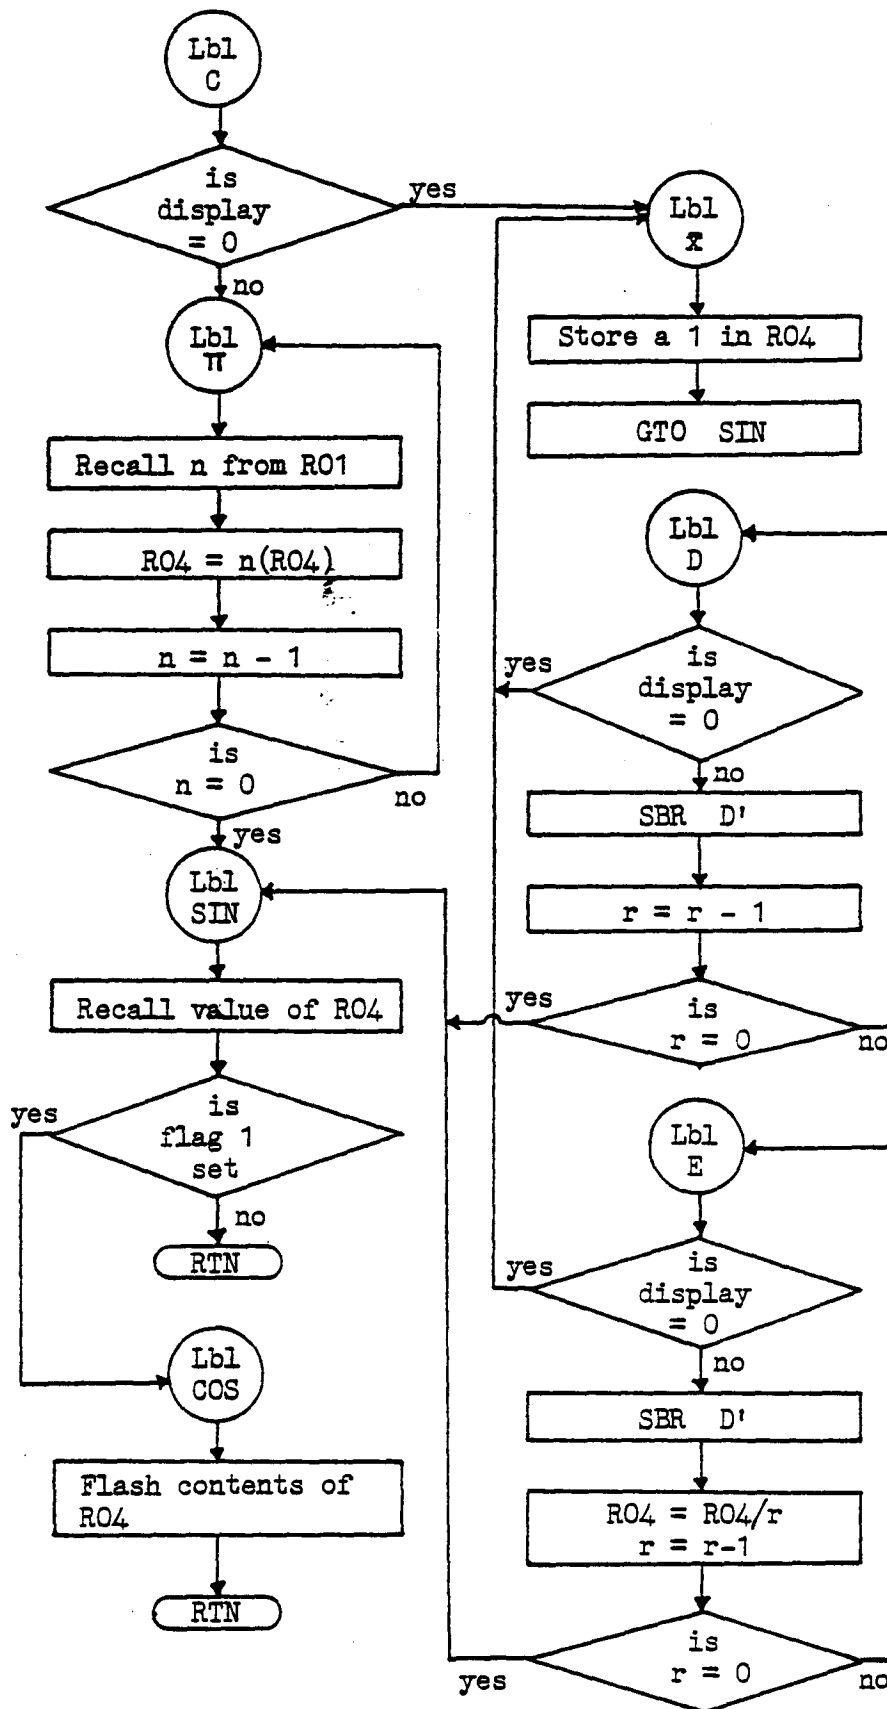 Lbl
C
is
display
= 0
yes
no
Lbl
π
Recall n from R01
R04 = n(R04)
n = n - 1
is
n = 0
no
yes
Lbl
SIN
Recall value of R04
is
flag 1
set
yes
no
RTN
Lbl
COS
Flash contents of
R04
RTN
Lbl
x̄
Store a 1 in R04
GTO SIN
Lbl
D
is
display
= 0
yes
no
SBR D'
r = r - 1
is
r = 0
yes
no
Lbl
E
is
display
= 0
yes
no
SBR D'
R04 = R04/r
r = r-1
is
r = 0
yes
no